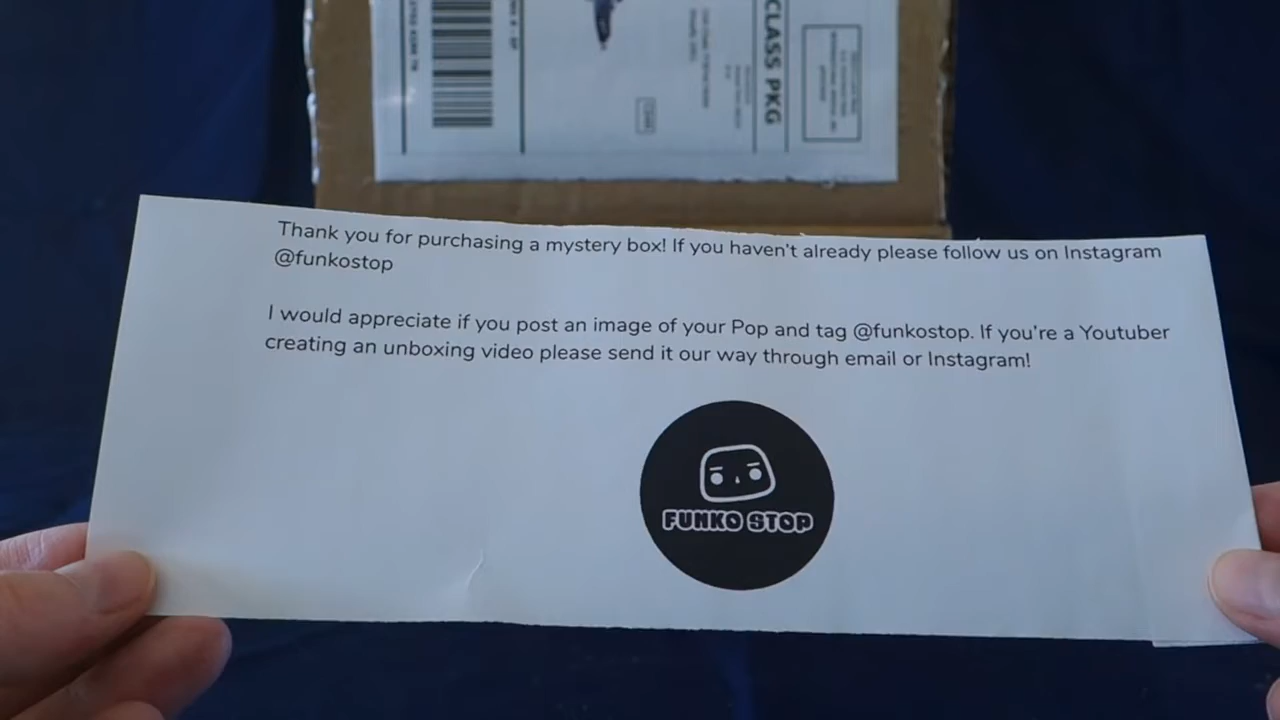 CLASS PKG
Thank you for purchasing a mystery box! If you haven't already please follow us on Instagram
@funkostop
I would appreciate if you post an image of your Pop and tag @funkostop. If you're a Youtuber
creating an unboxing video please send it our way through email or Instagram!
FUNKO STOP